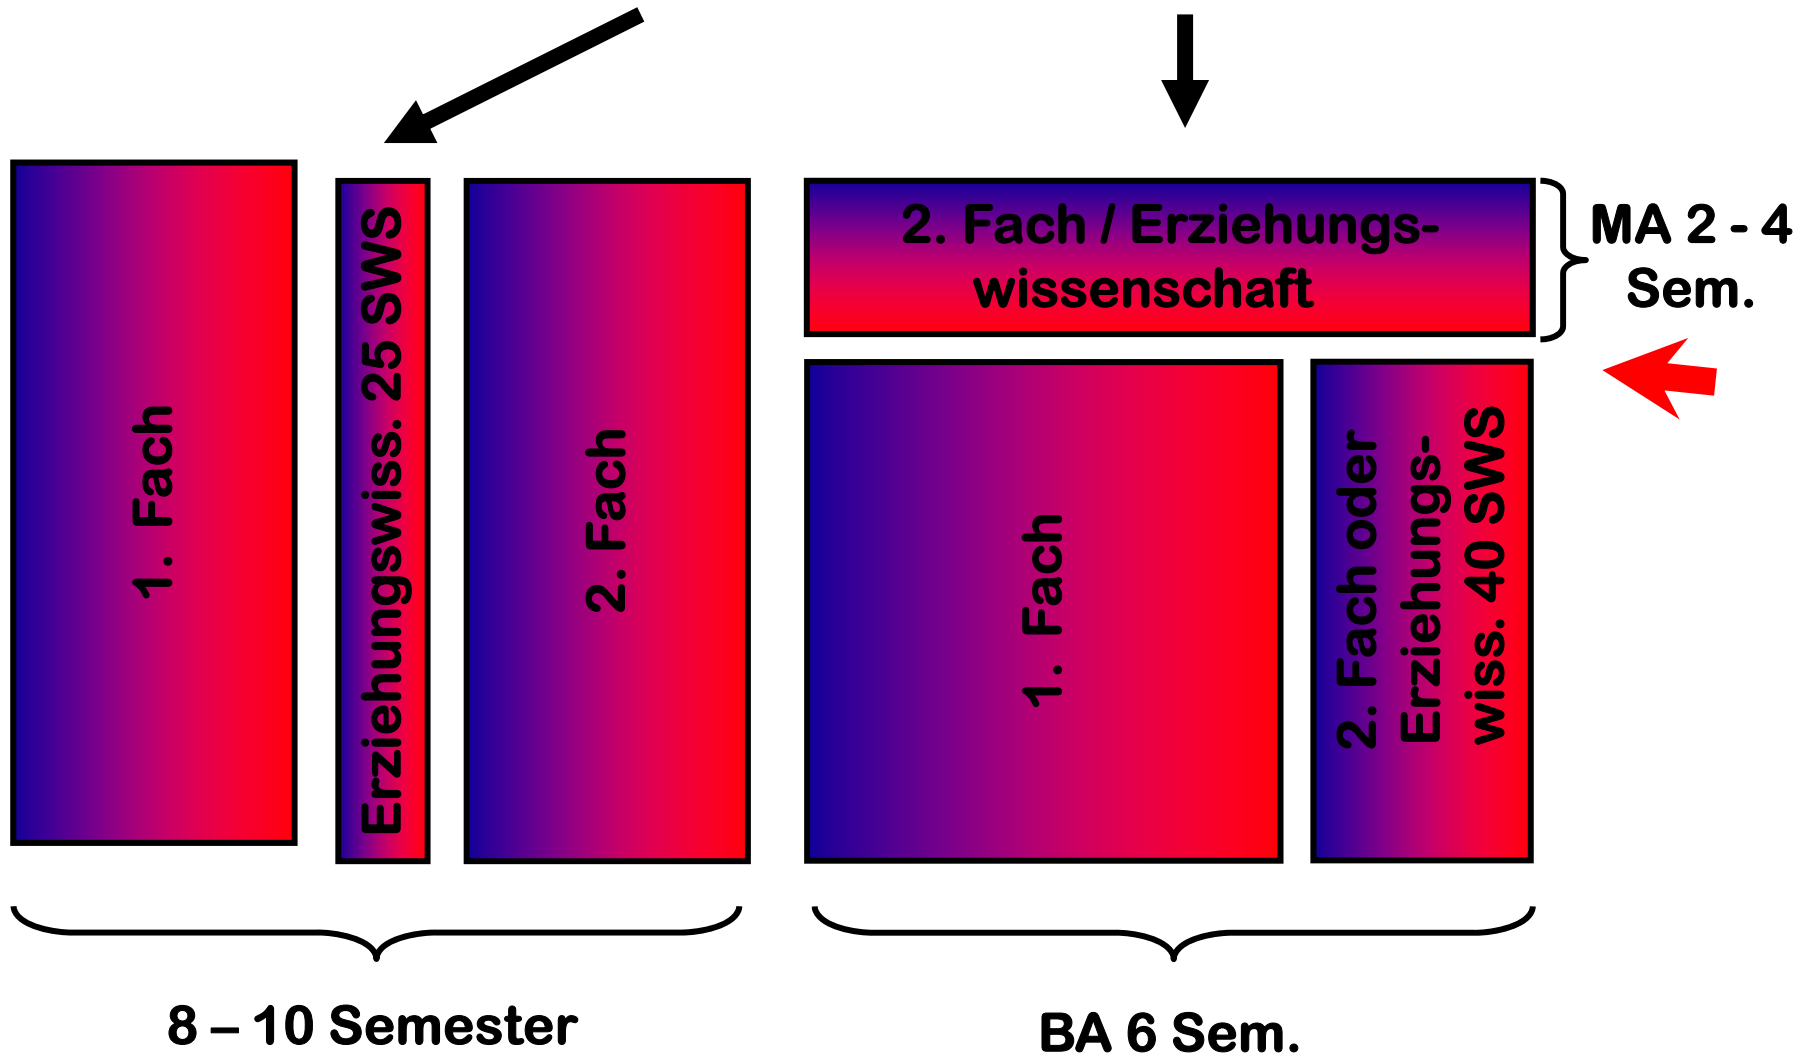 1. Fach
Erziehungswiss. 25 SWS
2. Fach
8 – 10 Semester
2. Fach / Erziehungs-
wissenschaft
MA 2 - 4
Sem.
1. Fach
2. Fach oder
Erziehungs-
wiss. 40 SWS
BA 6 Sem.